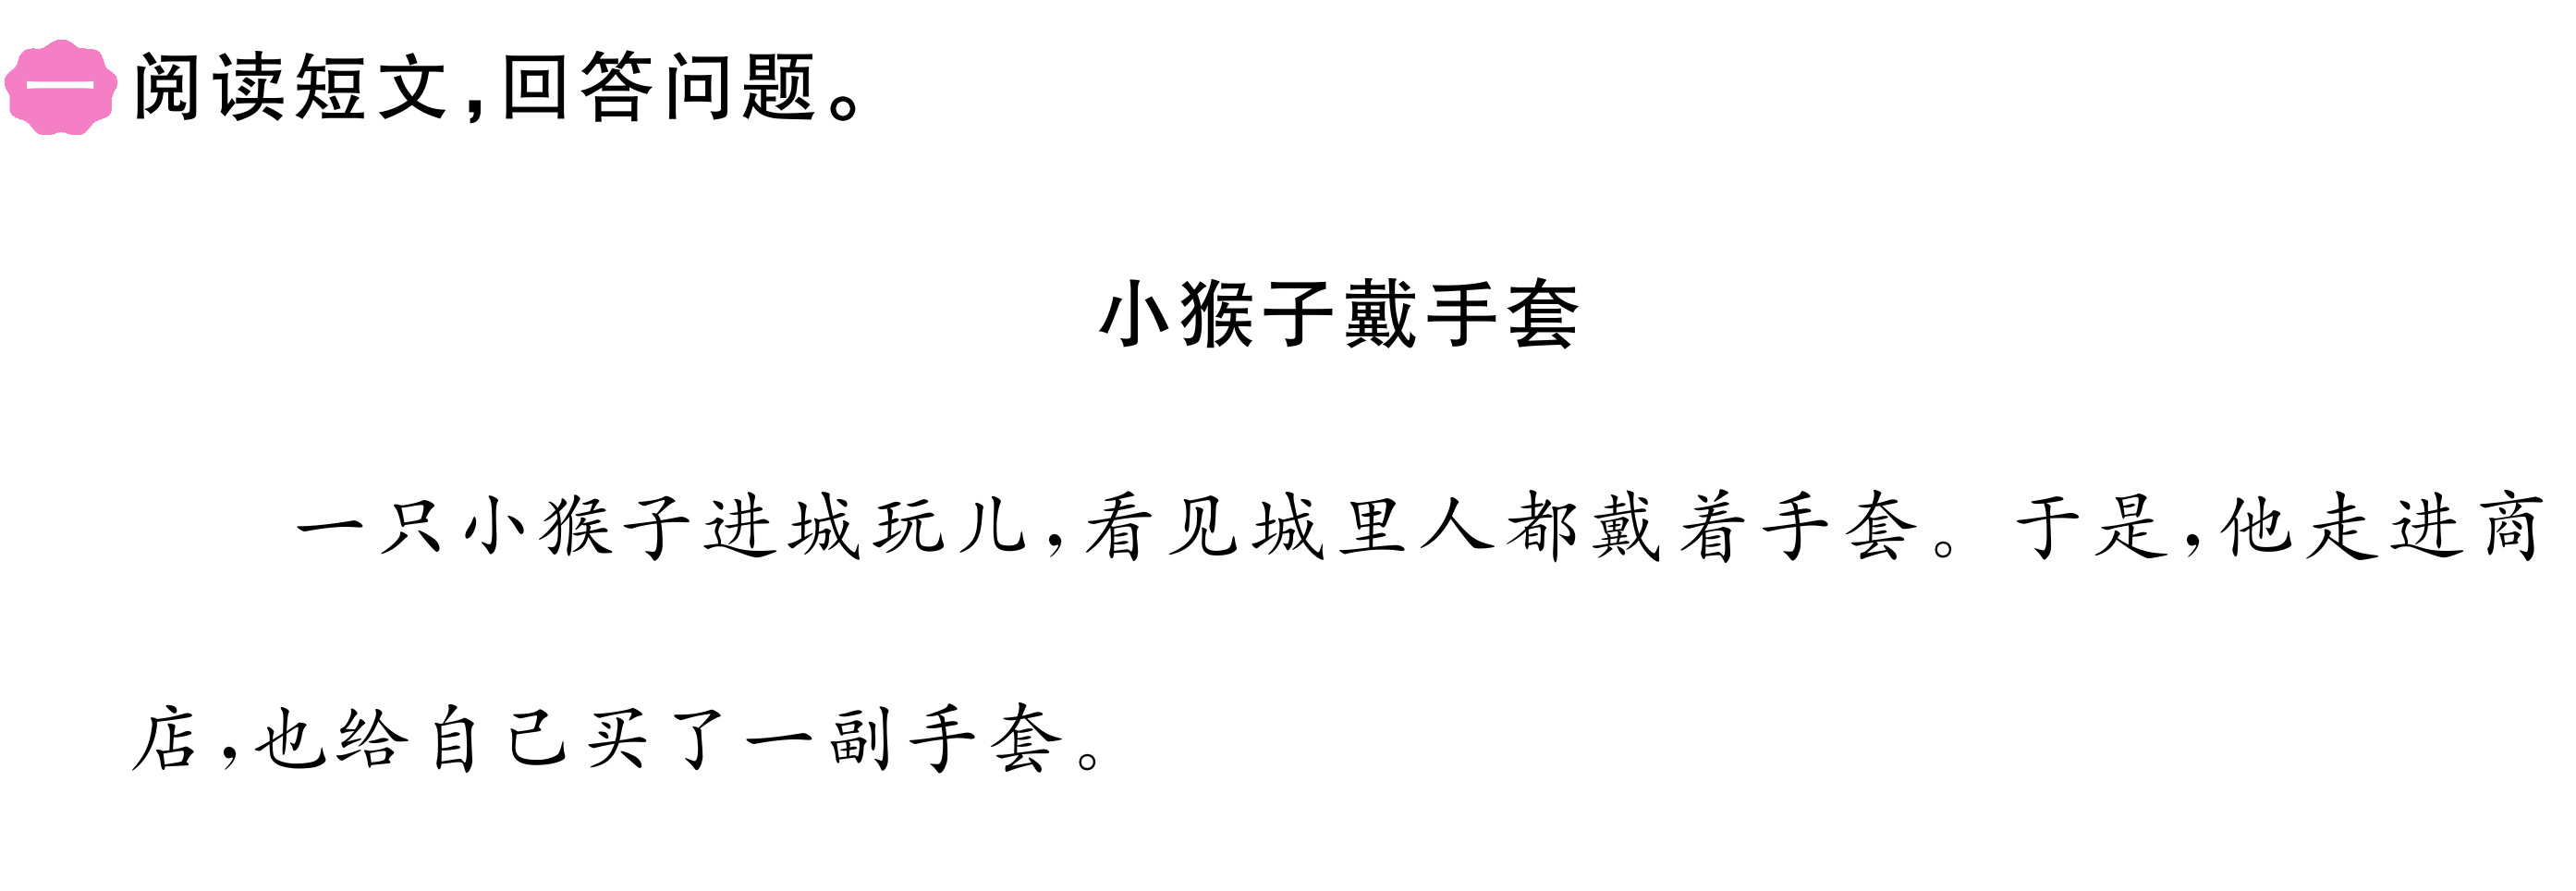 一 阅读短文,回答问题。
小猴子戴手套
一只小猴子进城玩儿,看见城里人都戴着手套。于是,他走进商
店,也给自己买了一副手套。